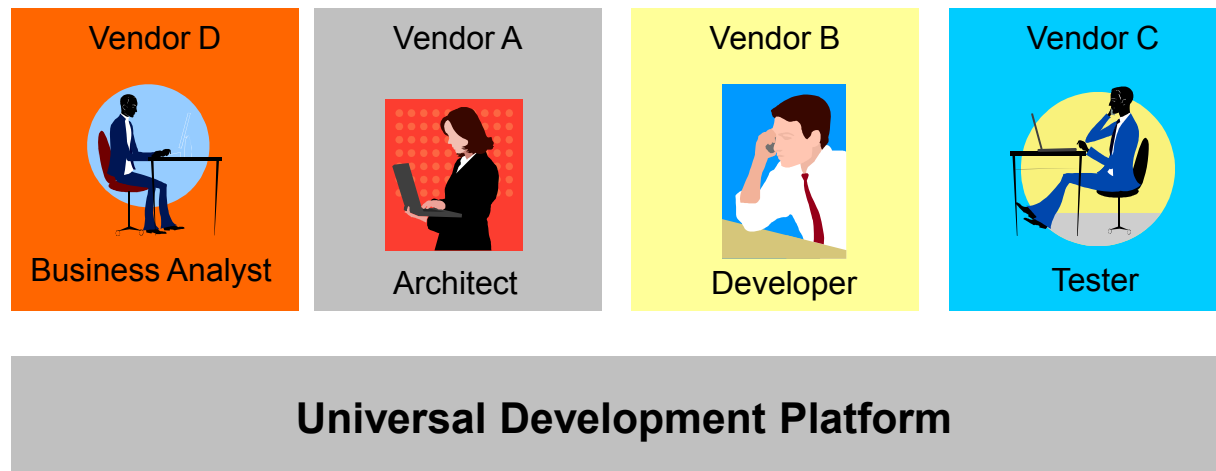 Vendor D
Business Analyst
Vendor A
Architect
Vendor B
Developer
Vendor C
Tester
Universal Development Platform